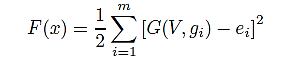 F(x) = \frac{1}{2} \sum_{i=1}^{m} [G(V, g_i) - e_i]^2